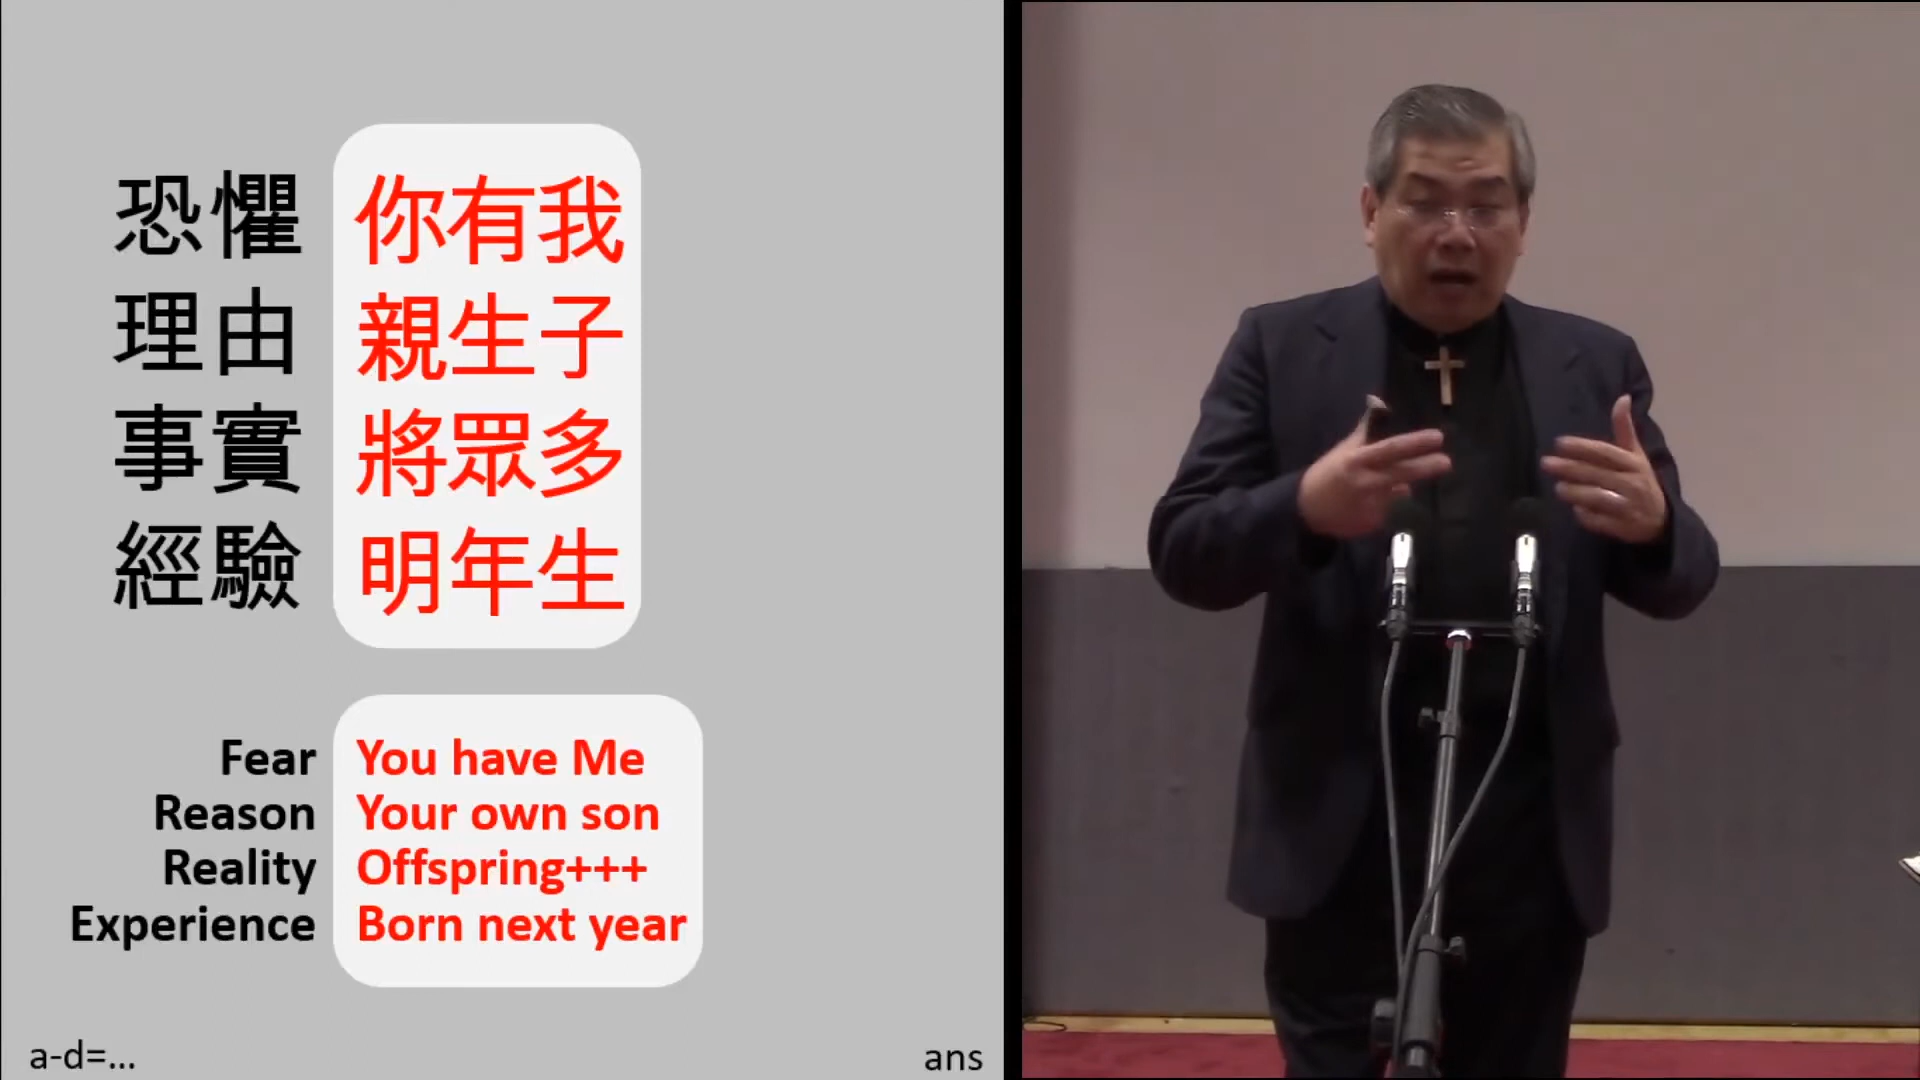 恐懼 你有我
理由 親生子
事實 將眾多
經驗 明年生
Fear You have Me
Reason Your own son
Reality Offspring+++
Experience Born next year
a-d=...
ans